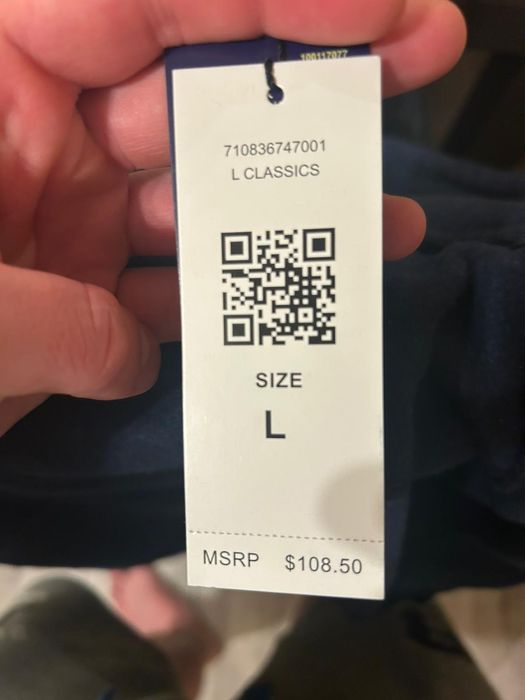 100117077
710836747001
L CLASSICS
SIZE
L
MSRP $108.50